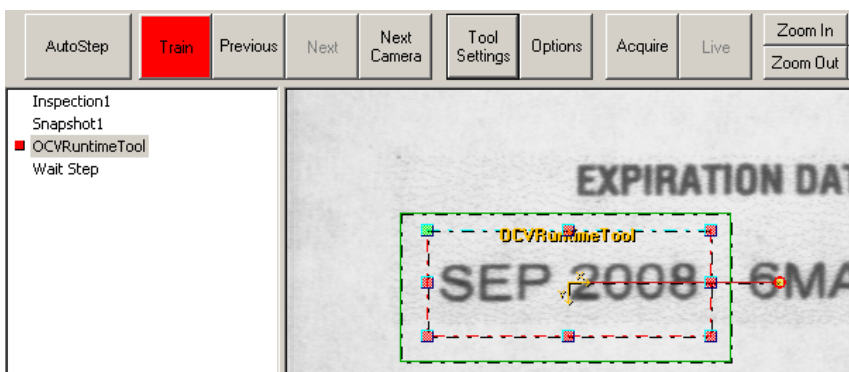 AutoStep Train Previous Next Next Camera Tool Settings Options Acquire Live Zoom In Zoom Out
Inspection1
Snapshot1
OCVRuntimeTool
Wait Step
EXPIRATION DAT
OCVRuntimeTool
SEP 2008 6MA